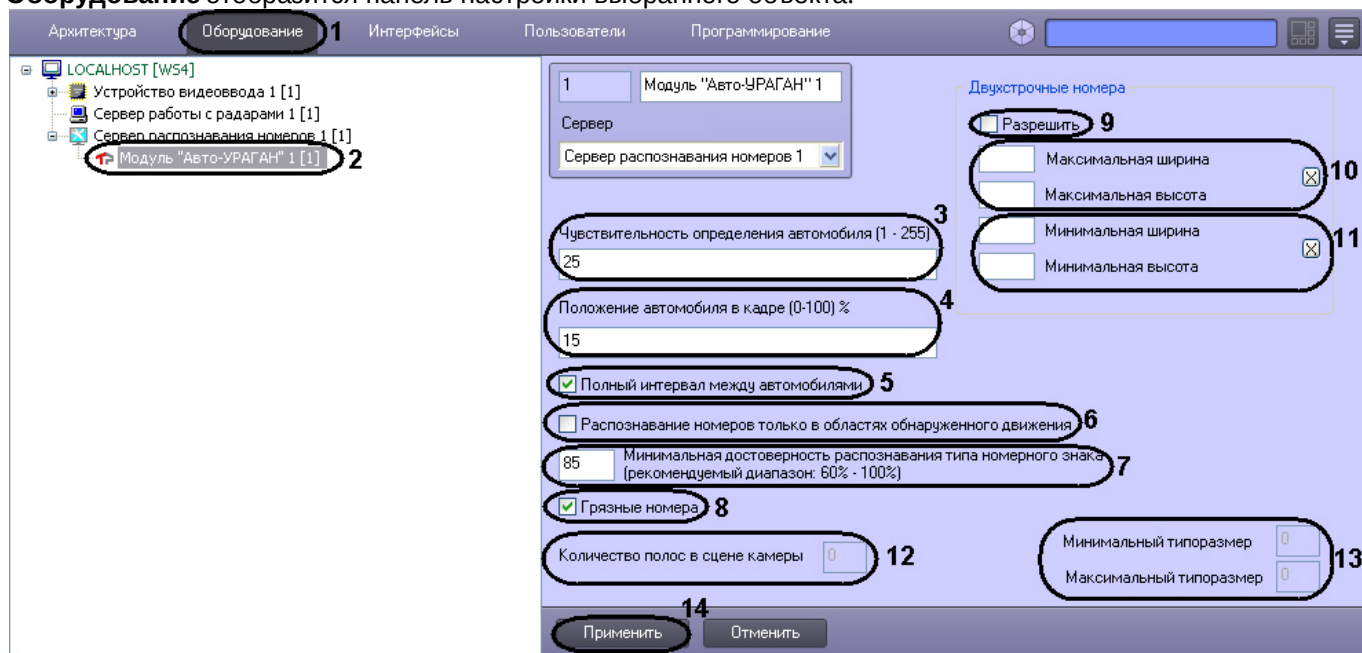 Оборудование отобразится панель настройки выбранного объекта.
Архитектура Оборудование 1 Интерфейсы Пользователи Программирование
LOCALHOST [WS4]
Устройство видеоввода 1 [1]
Сервер работы с радарами 1 [1]
Сервер распознавания номеров 1 [1]
Модуль "Авто-УРАГАН" 1 [1] 2
1 Модуль "Авто-УРАГАН" 1
Сервер
Сервер распознавания номеров 1
3
Чувствительность определения автомобиля (1 - 255)
25
4
Положение автомобиля в кадре (0-100) %
15
Полный интервал между автомобилями 5
Распознавание номеров только в областях обнаруженного движения 6
85 Минимальная достоверность распознавания типа номерного знака
(рекомендуемый диапазон: 60% - 100%) 7
Грязные номера 8
Количество полос в сцене камеры 0 12
Двухстрочные номера
Разрешить 9
Максимальная ширина
10
Максимальная высота
Минимальная ширина
11
Минимальная высота
Минимальный типоразмер 0
13
Максимальный типоразмер 0
14
Применить Отменить